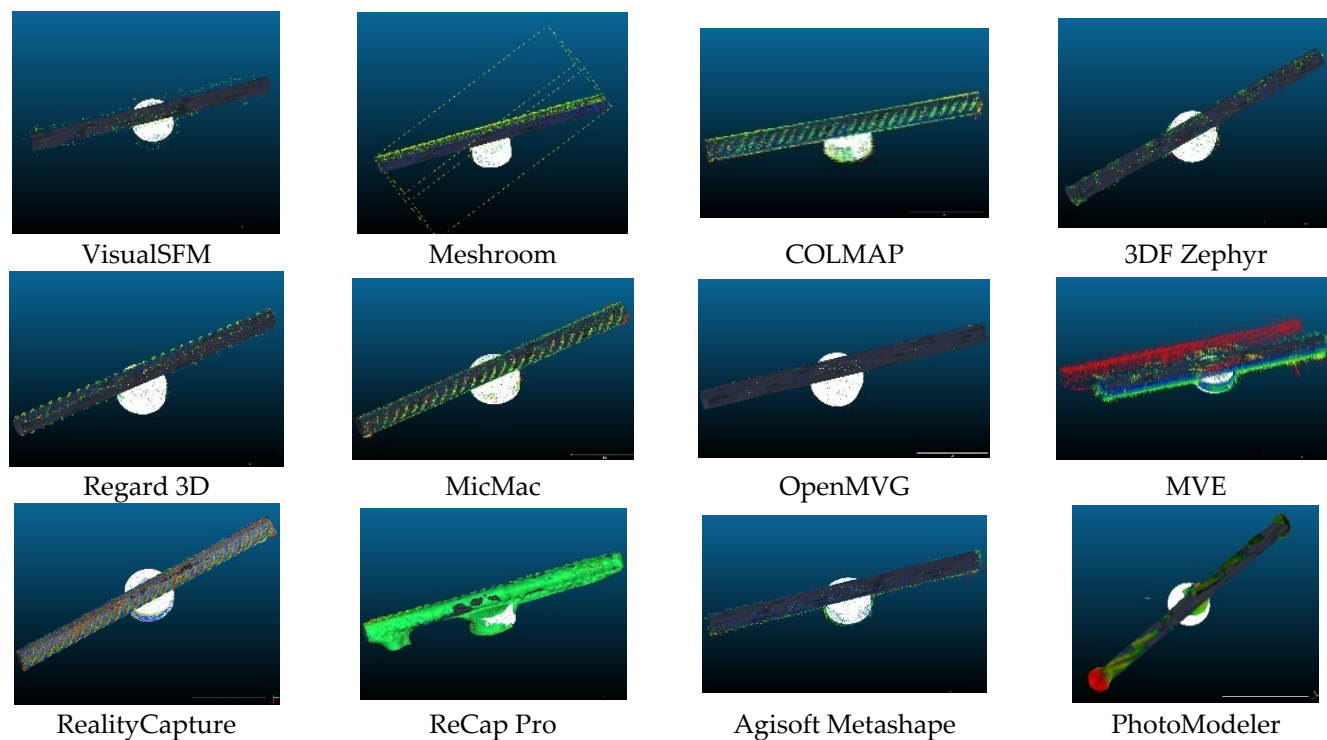 VisualSFM
Meshroom
COLMAP
3DF Zephyr
Regard 3D
MicMac
OpenMVG
MVE
RealityCapture
ReCap Pro
Agisoft Metashape
PhotoModeler